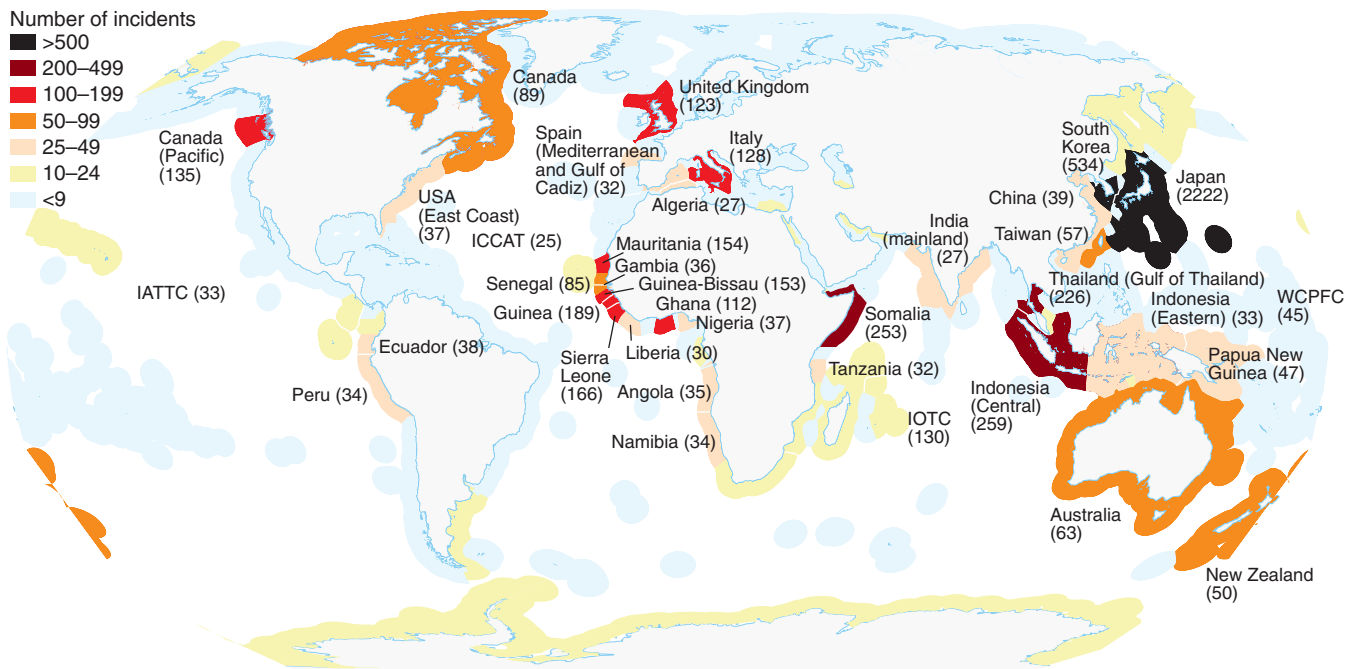 Number of incidents
>500
200–499
100–199
50–99
25–49
10–24
<9
Canada
(89)
Canada
(Pacific)
(135)
United Kingdom
(123)
Spain
(Mediterranean
and Gulf of
Cadiz) (32)
Italy
(128)
Algeria (27)
USA
(East Coast)
(37)
ICCAT (25)
South
Korea
(534)
Japan
(2222)
China (39)
Taiwan (57)
India
(mainland)
(27)
Mauritania (154)
Gambia (36)
Senegal (85)
Guinea-Bissau (153)
Guinea (189)
Ghana (112)
Nigeria (37)
Sierra
Leone
(166)
Liberia (30)
Somalia
(253)
Thailand (Gulf of Thailand)
(226)
Indonesia
(Eastern) (33)
WCPFC
(45)
IATTC (33)
Ecuador (38)
Peru (34)
Angola (35)
Namibia (34)
Tanzania (32)
IOTC
(130)
Indonesia
(Central)
(259)
Papua New
Guinea (47)
Australia
(63)
New Zealand
(50)